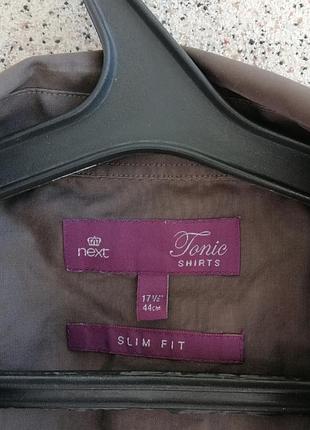 next
Tonic
SHIRTS
17½"
44CM
SLIM FIT